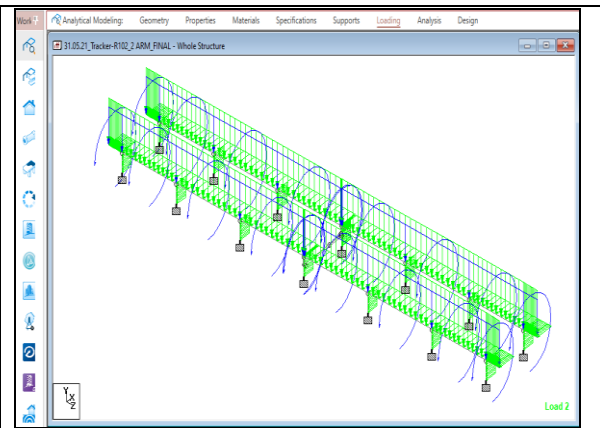 Work
Analytical Modeling: Geometry Properties Materials Specifications Supports Loading Analysis Design
31.05.21_Tracker-R102_2 ARM_FINAL - Whole Structure
Y
X
Z
Load 2